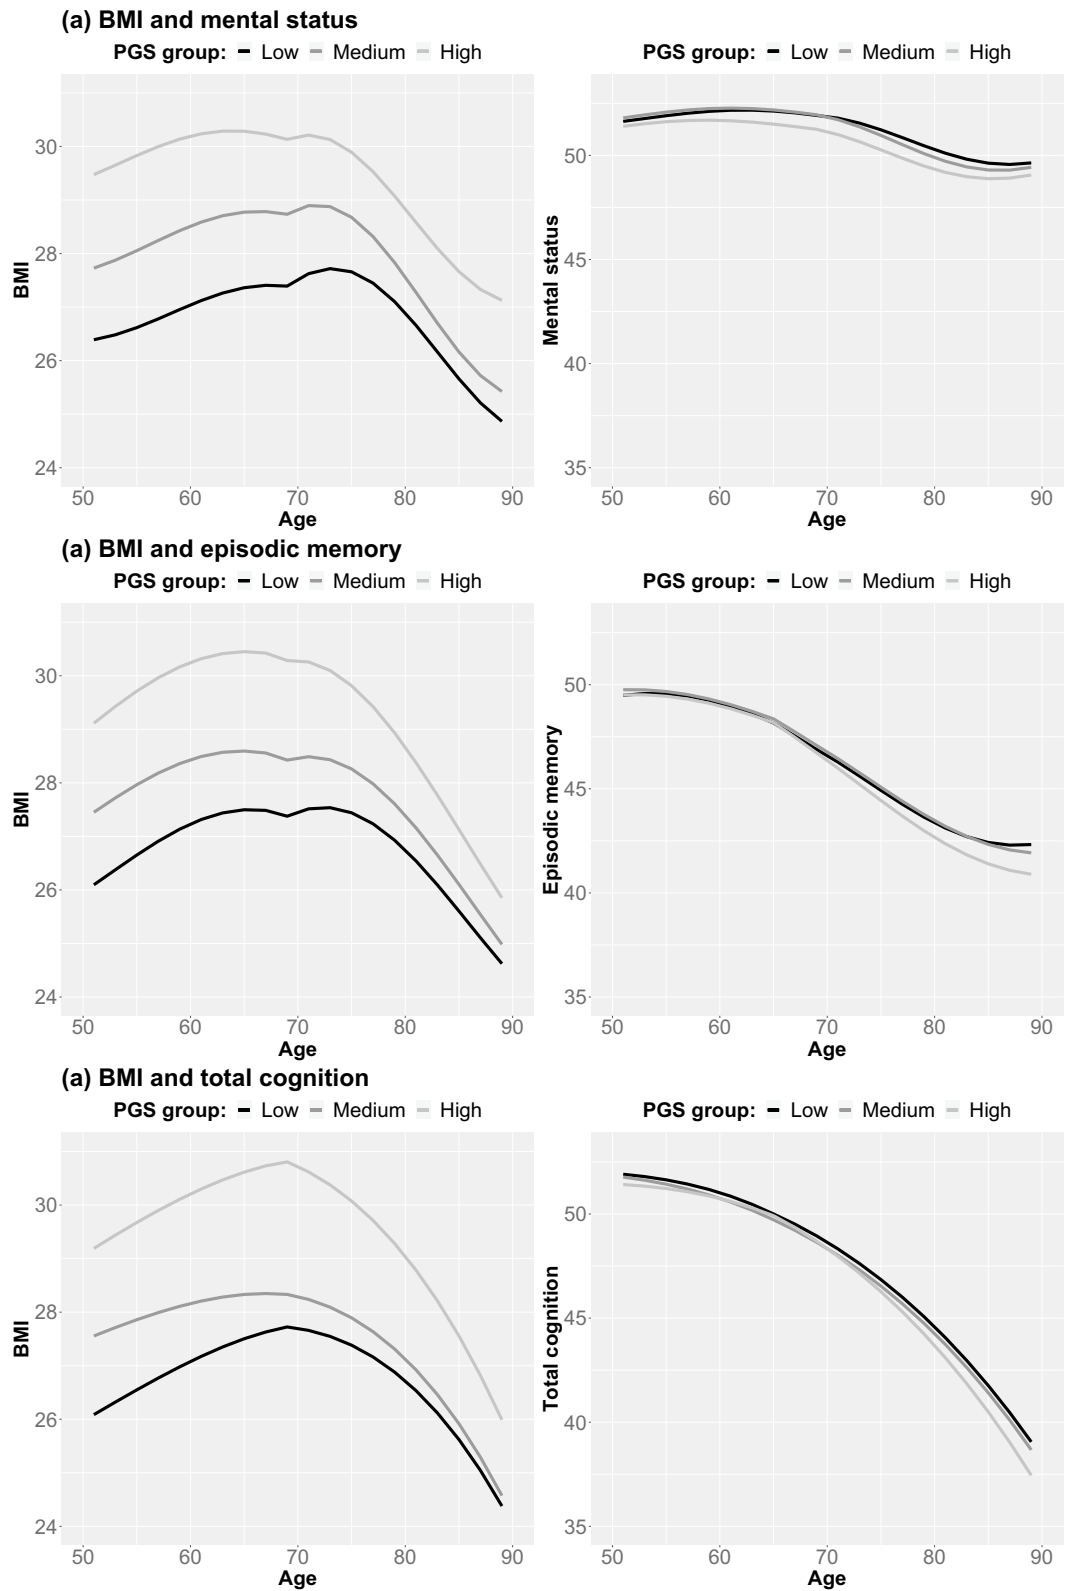 (a) BMI and mental status
PGS group: Low Medium High
PGS group: Low Medium High
BMI
30
28
26
24
50 60 70 80 90
Age
Mental status
50
45
40
35
50 60 70 80 90
Age
(a) BMI and episodic memory
PGS group: Low Medium High
PGS group: Low Medium High
BMI
30
28
26
24
50 60 70 80 90
Age
Episodic memory
50
45
40
35
50 60 70 80 90
Age
(a) BMI and total cognition
PGS group: Low Medium High
PGS group: Low Medium High
BMI
30
28
26
24
50 60 70 80 90
Age
Total cognition
50
45
40
35
50 60 70 80 90
Age